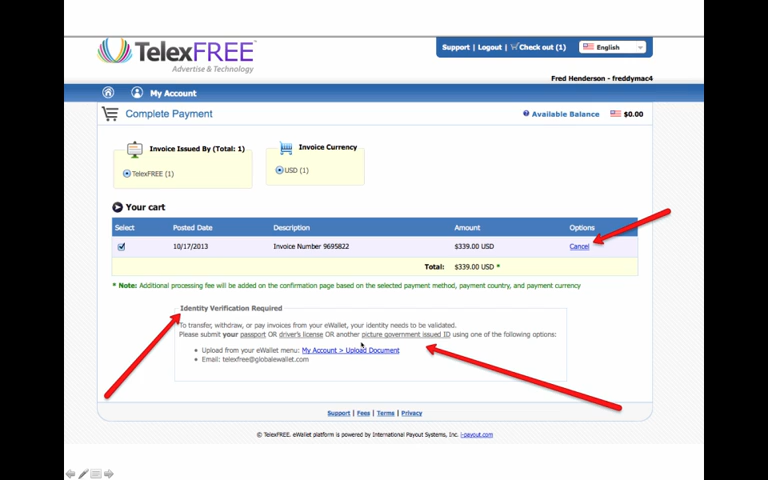 TelexFREE
Advertise & Technology
Support | Logout | Check out (1)
English
Fred Henderson - freddymac4
My Account
Complete Payment
Available Balance $0.00
Invoice Issued By (Total: 1)
TelexFREE (1)
Invoice Currency
USD (1)
Your cart
Select Posted Date Description Amount Options
10/17/2013 Invoice Number 9695822 $339.00 USD Cancel
Total: $339.00 USD *
* Note: Additional processing fee will be added on the confirmation page based on the selected payment method, payment country, and payment currency
Identity Verification Required
To transfer, withdraw, or pay invoices from your eWallet, your identity needs to be validated.
Please submit your passport OR driver's license OR another picture government issued ID using one of the following options:
• Upload from your eWallet menu: My Account > Upload Document
• Email: telexfree@globalewallet.com
Support | Fees | Terms | Privacy
© TelexFREE. eWallet platform is powered by International Payout Systems, Inc. i-payout.com